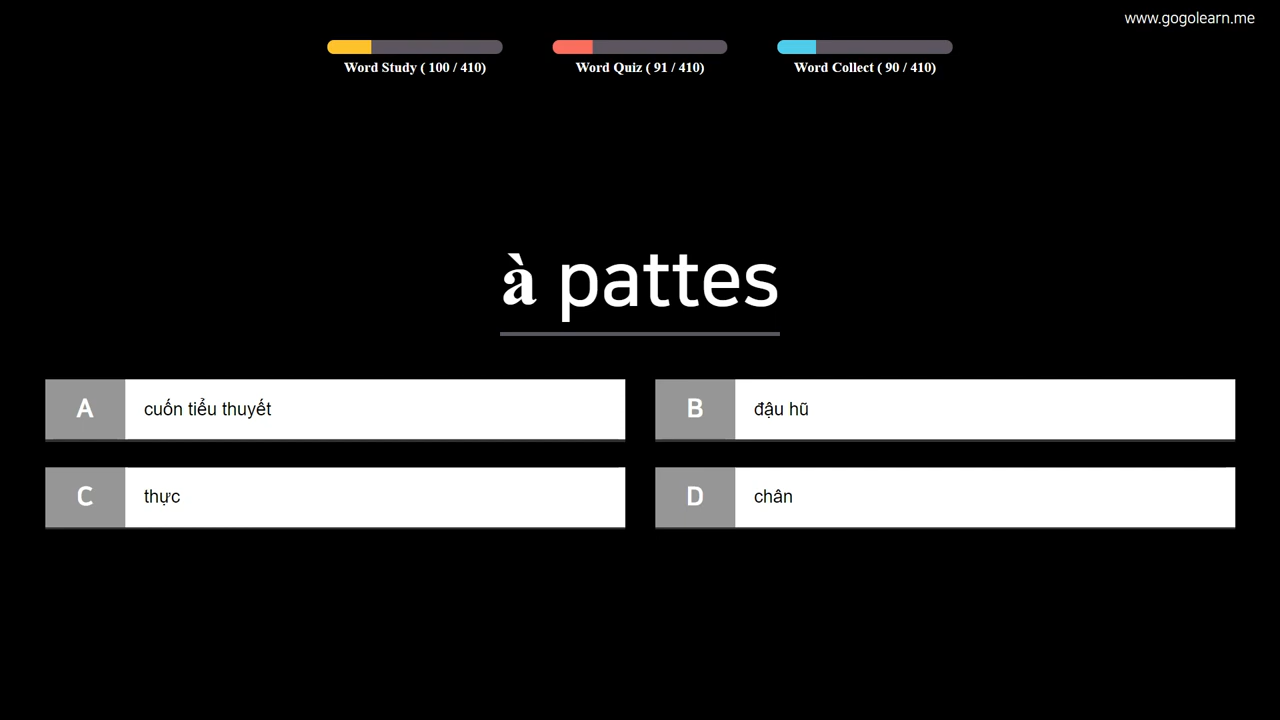 www.gogolearn.me
Word Study ( 100 / 410)
Word Quiz ( 91 / 410)
Word Collect ( 90 / 410)
à pattes
A cuốn tiểu thuyết
B đậu hũ
C thực
D chân